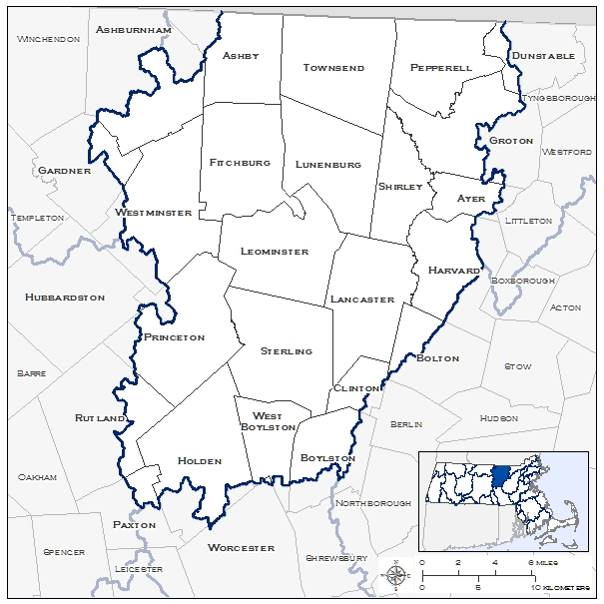 WINCHENDON
ASHBURNHAM
ASHBY
TOWNSEND
PEPPERELL
DUNSTABLE
TYNGSBOROUGH
GROTON
WESTFORD
FITCHBURG
LUNENBURG
GARDNER
SHIRLEY
AYER
TEMPLETON
WESTMINSTER
LITTLETON
LEOMINSTER
HARVARD
BOXBOROUGH
HUBBARDSTON
LANCASTER
ACTON
PRINCETON
STERLING
BOLTON
STOW
BARRE
CLINTON
RUTLAND
WEST
BOYLSTON
BERLIN
HUDSON
HOLDEN
BOYLSTON
OAKHAM
NORTHBOROUGH
PAXTON
SPENCER
WORCESTER
SHREWSBURY
LEICESTER
0 2 4 6 MILES
0 5 10 KILOMETERS